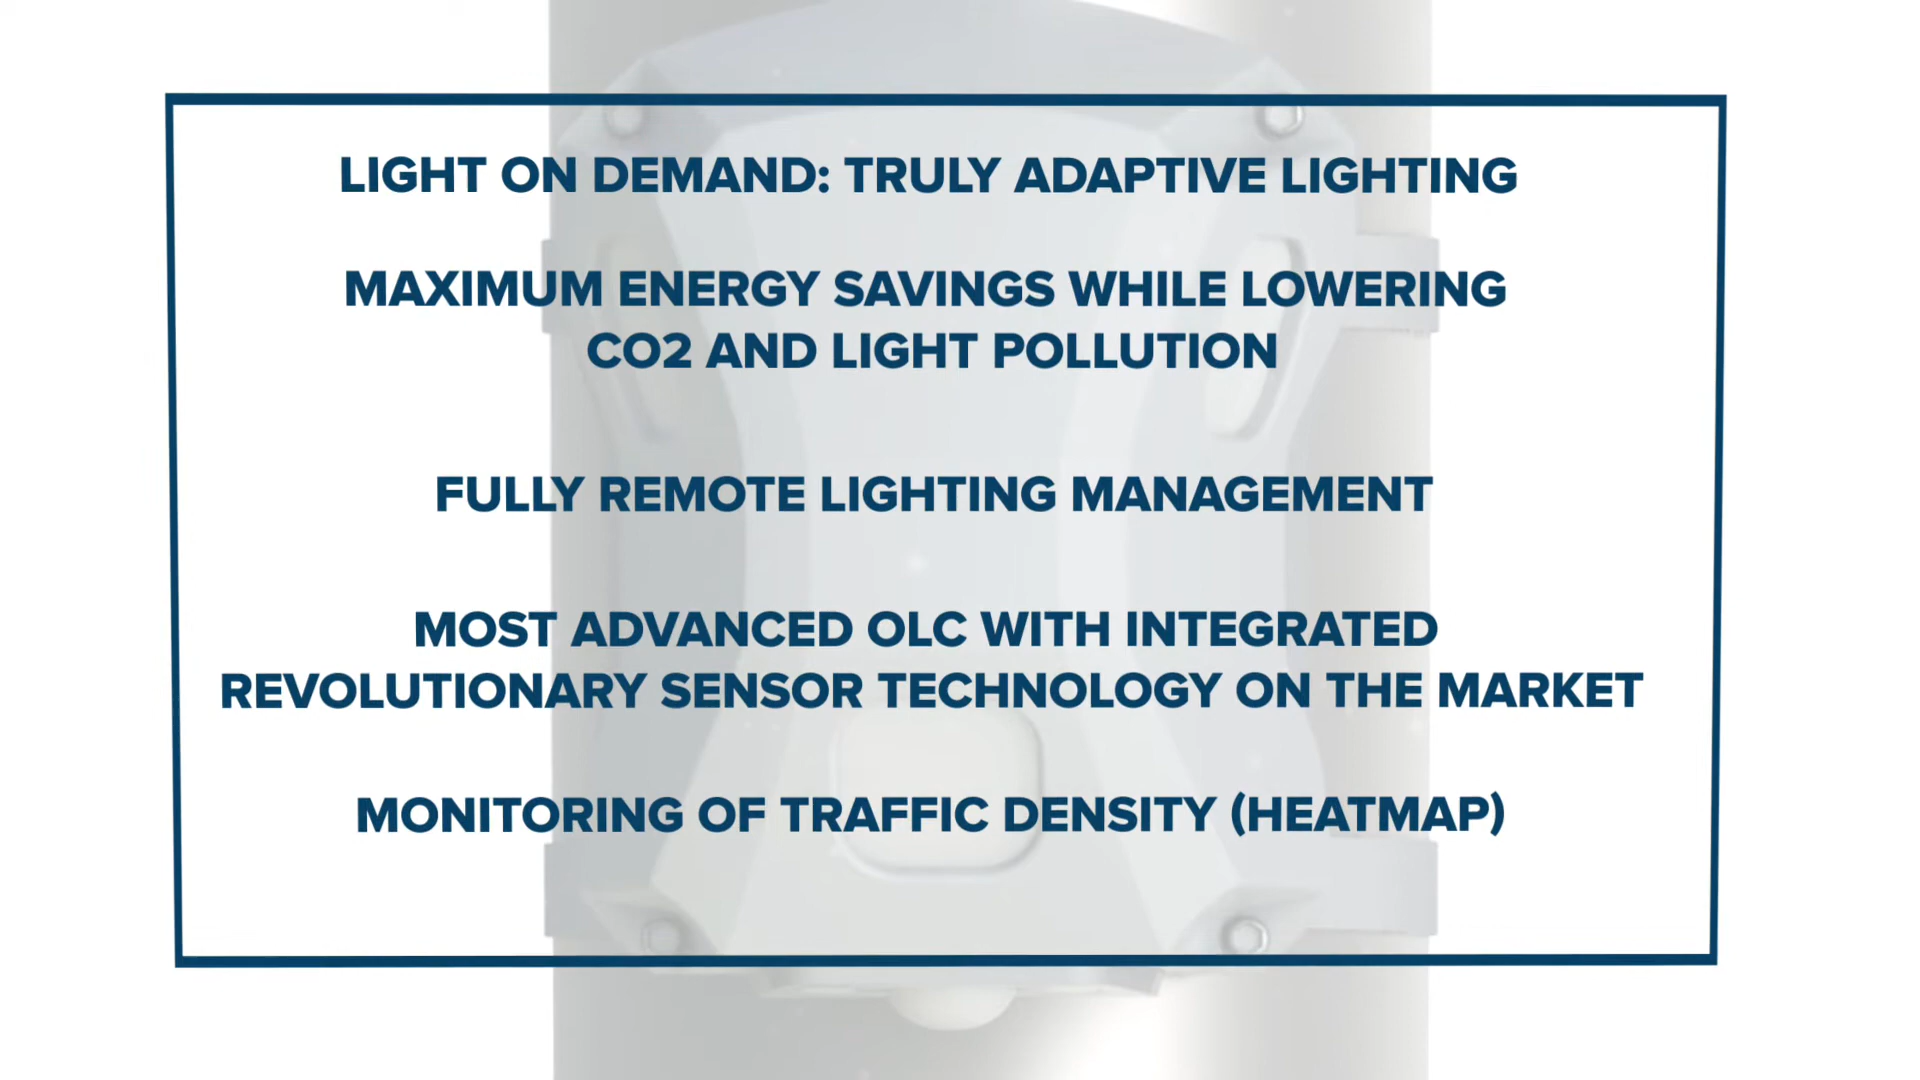 LIGHT ON DEMAND: TRULY ADAPTIVE LIGHTING
MAXIMUM ENERGY SAVINGS WHILE LOWERING
CO2 AND LIGHT POLLUTION
FULLY REMOTE LIGHTING MANAGEMENT
MOST ADVANCED OLC WITH INTEGRATED
REVOLUTIONARY SENSOR TECHNOLOGY ON THE MARKET
MONITORING OF TRAFFIC DENSITY (HEATMAP)